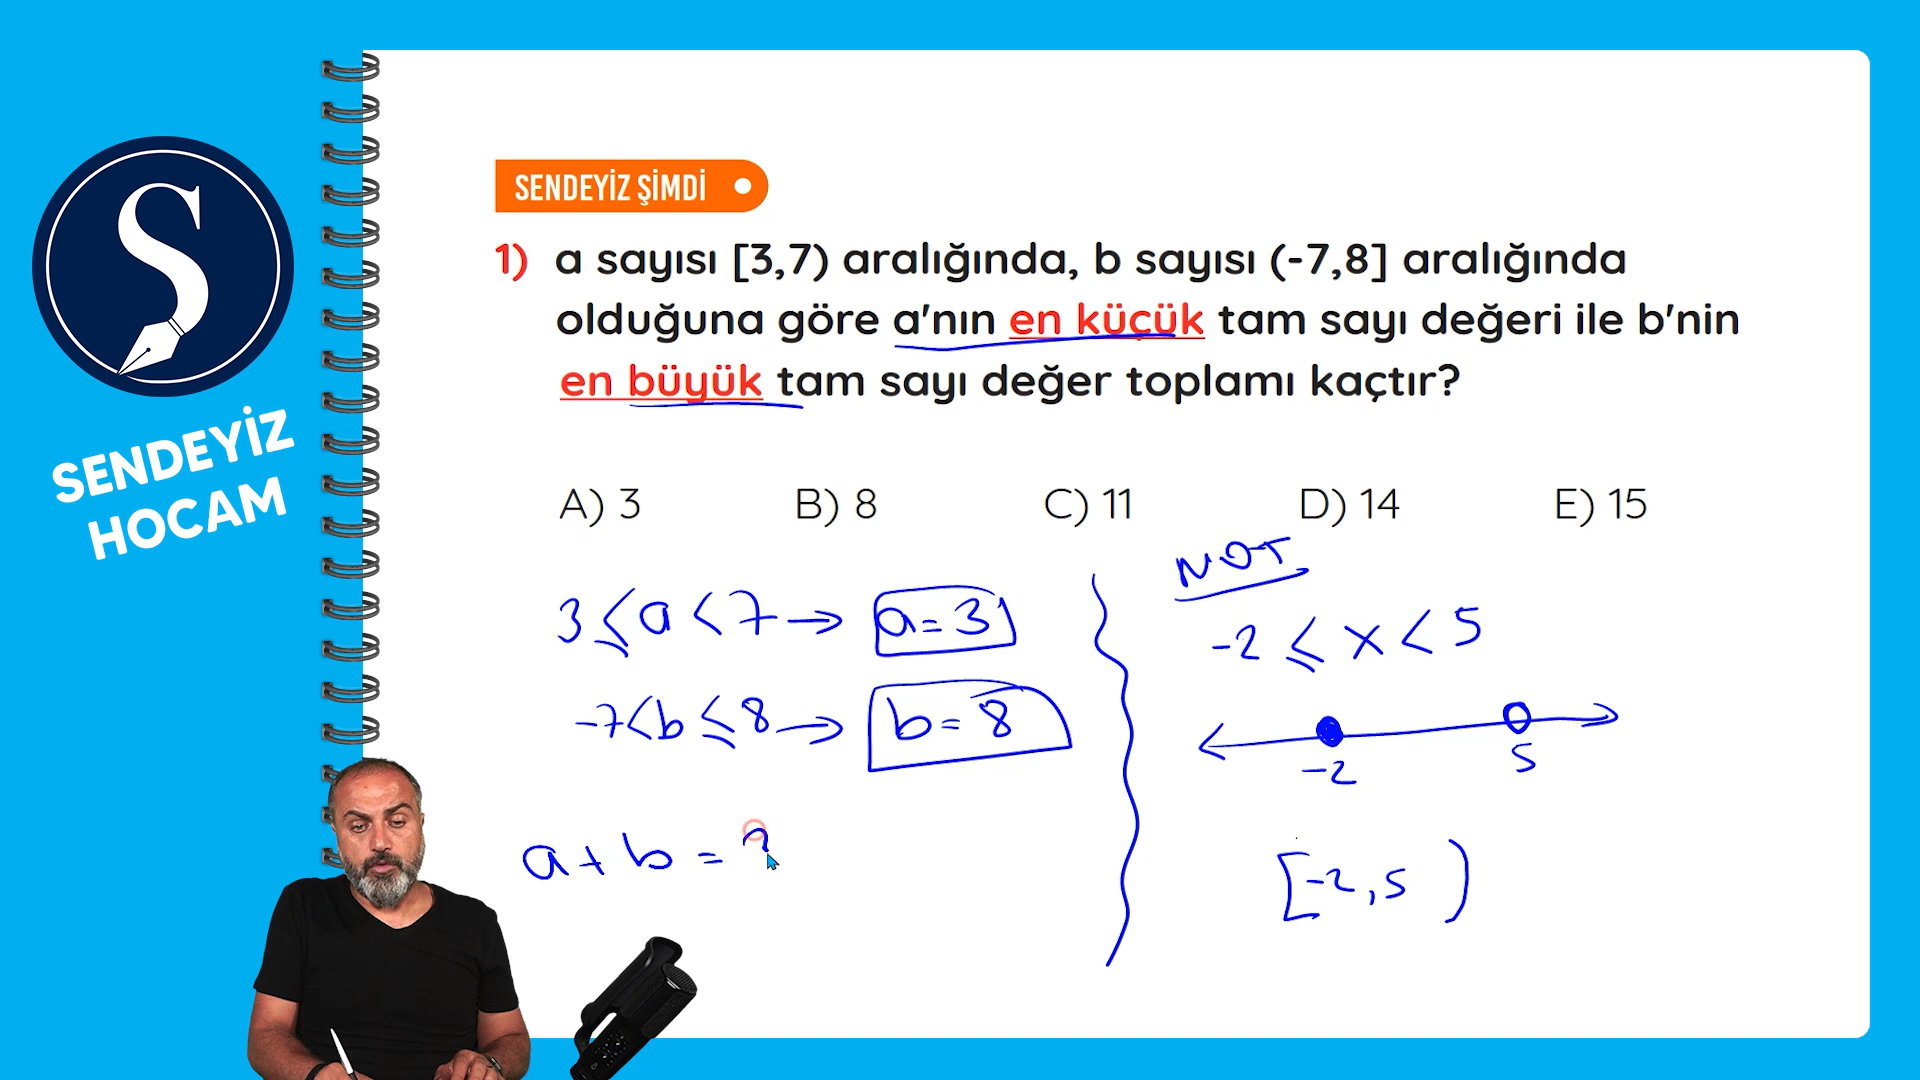 SENDEYİZ
HOCAM
SENDEYİZ ŞİMDİ
1) a sayısı [3,7) aralığında, b sayısı (-7,8] aralığında
olduğuna göre a'nın en küçük tam sayı değeri ile b'nin
en büyük tam sayı değer toplamı kaçtır?
A) 3 B) 8 C) 11 D) 14 E) 15
3 ≤ a < 7 → a = 3
-7 < b ≤ 8 → b = 8
a + b = ?
NOT
-2 ≤ x < 5
-2 5
[-2, 5)